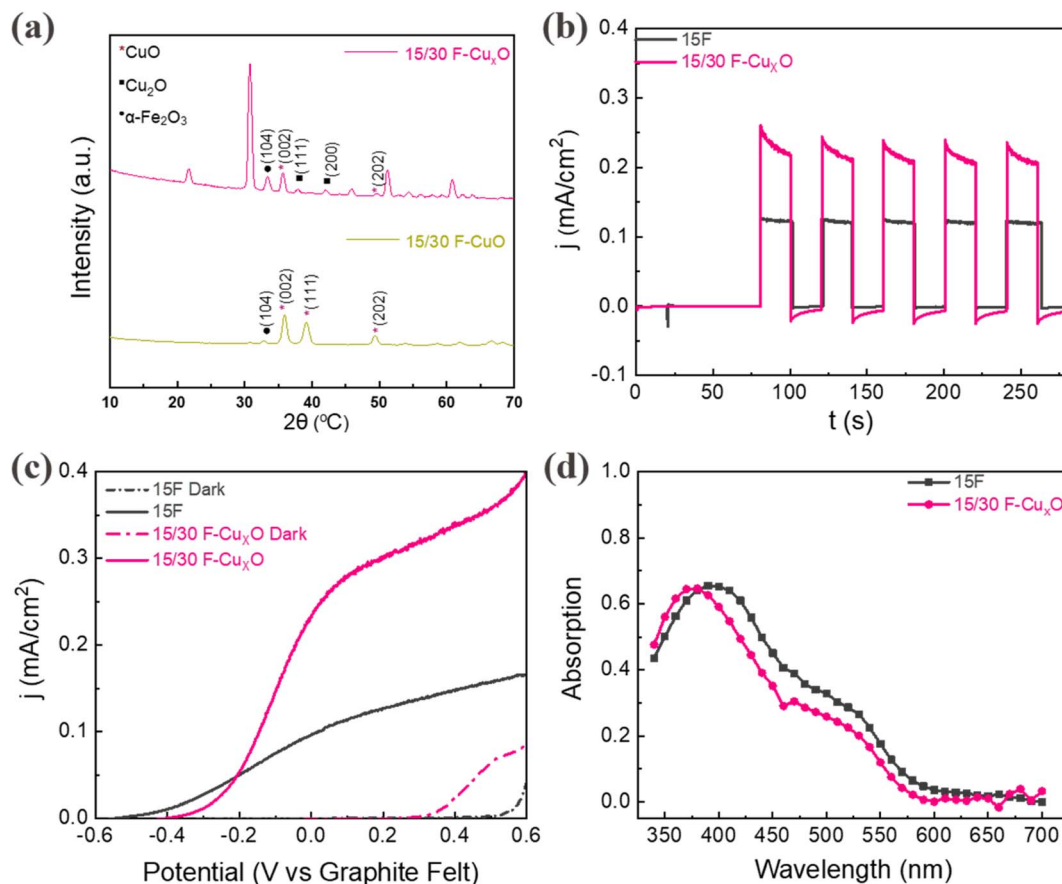 (a)
15/30 F-CuₓO
*CuO
■Cu₂O
▪α-Fe₂O₃
●(104)
*(002)
■(111)
■(200)
*(202)
15/30 F-CuO
●(104)
*(002)
*(111)
*(202)
Intensity (a.u.)
10 20 30 40 50 60 70
2θ (⁰C)
(b)
15F
15/30 F-CuₓO
0.4
0.3
0.2
0.1
0.0
-0.1
j (mA/cm²)
0 50 100 150 200 250
t (s)
(c)
15F Dark
15F
15/30 F-CuₓO Dark
15/30 F-CuₓO
0.4
0.3
0.2
0.1
0.0
j (mA/cm²)
-0.6 -0.4 -0.2 0.0 0.2 0.4 0.6
Potential (V vs Graphite Felt)
(d)
15F
15/30 F-CuₓO
1.0
0.8
0.6
0.4
0.2
0.0
Absorption
350 400 450 500 550 600 650 700
Wavelength (nm)